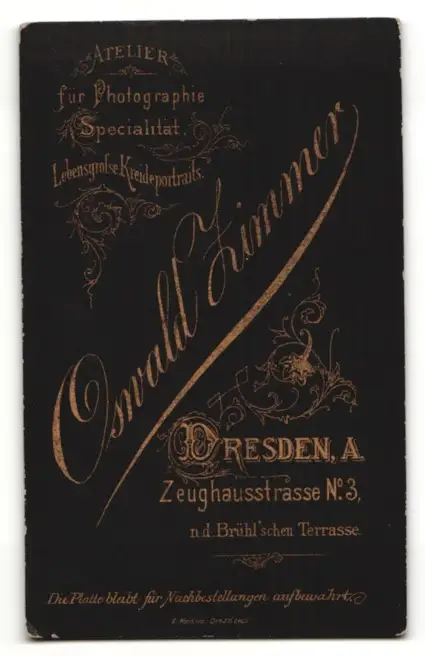 ATELIER
für Photographie
Specialität.
Lebensgrosse Kreideportraits.
Oswald Zimmer
DRESDEN, A.
Zeughausstrasse No. 3,
n.d. Brühl'schen Terrasse.
Die Platte bleibt für Nachbestellungen aufbewahrt.